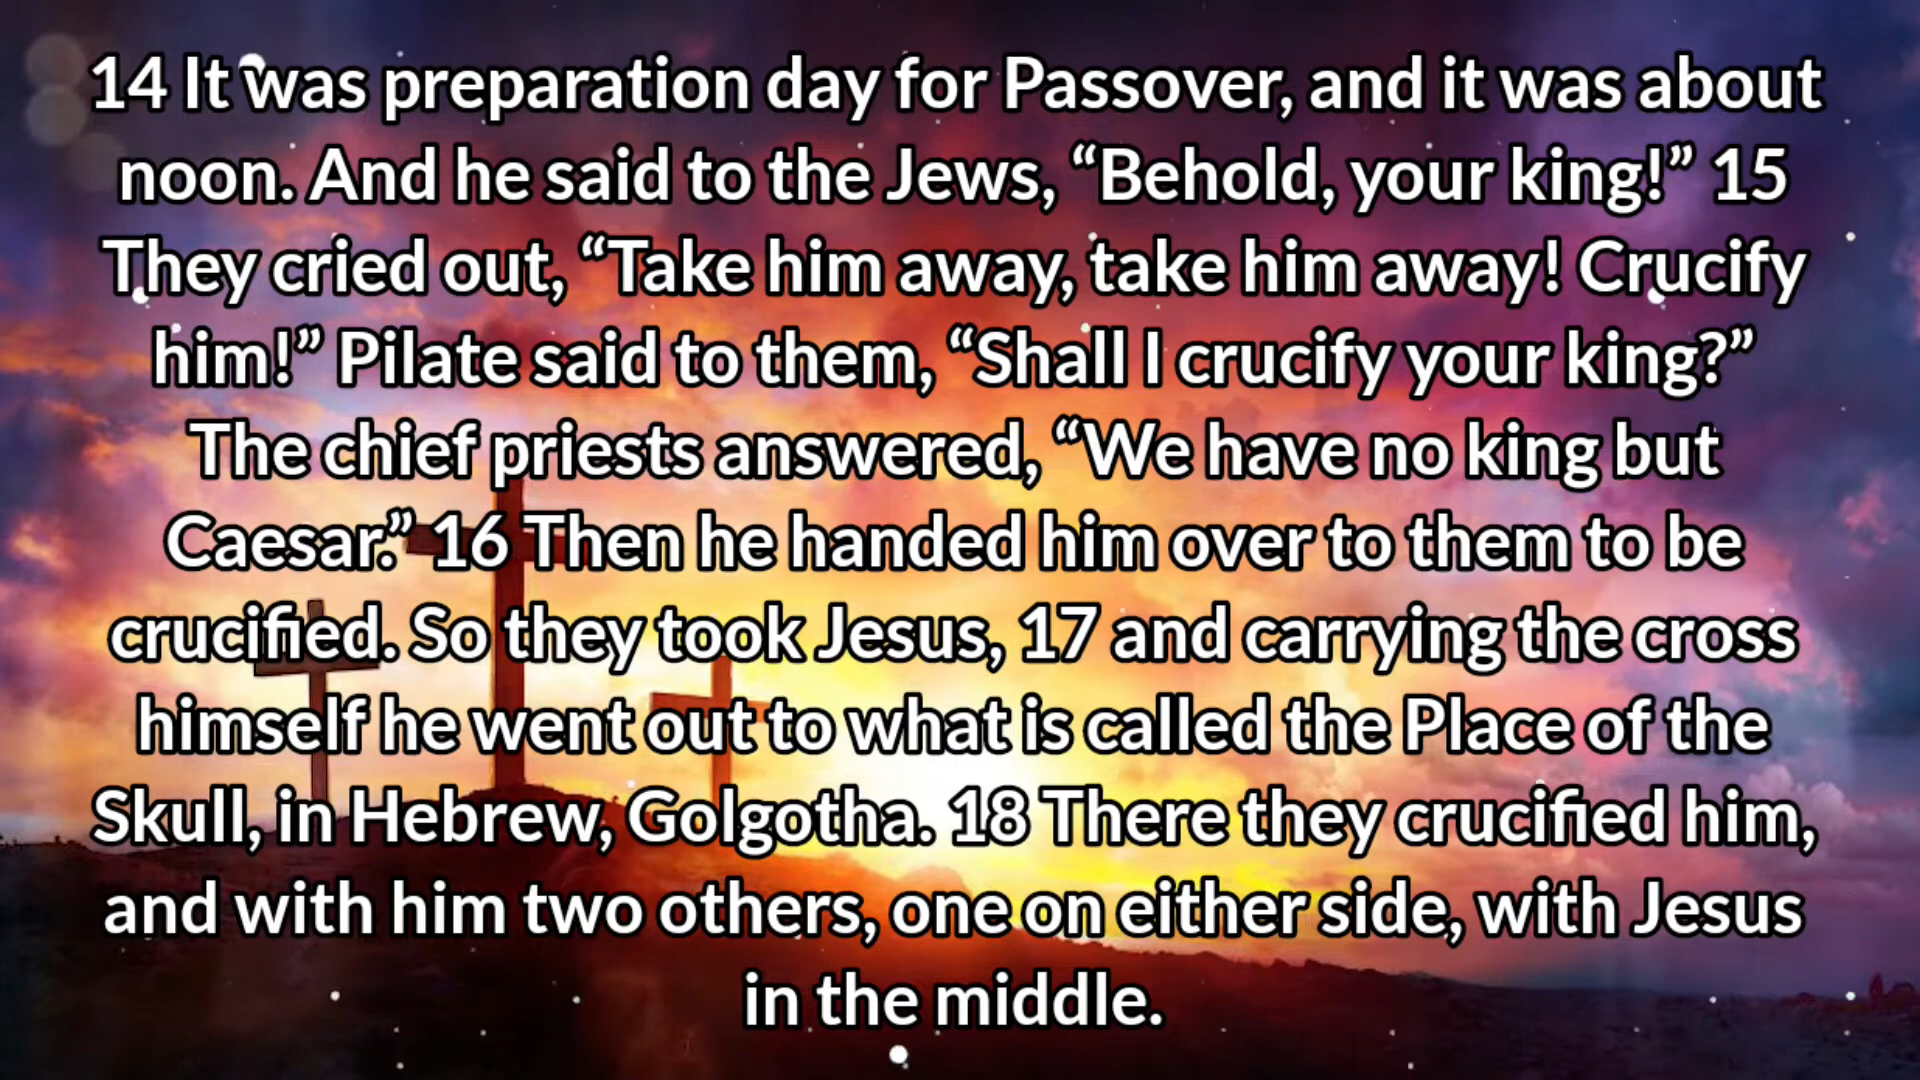 14 It was preparation day for Passover, and it was about
noon. And he said to the Jews, “Behold, your king!” 15
They cried out, “Take him away, take him away! Crucify
him!” Pilate said to them, “Shall I crucify your king?”
The chief priests answered, “We have no king but
Caesar.” 16 Then he handed him over to them to be
crucified. So they took Jesus, 17 and carrying the cross
himself he went out to what is called the Place of the
Skull, in Hebrew, Golgotha. 18 There they crucified him,
and with him two others, one on either side, with Jesus
in the middle.